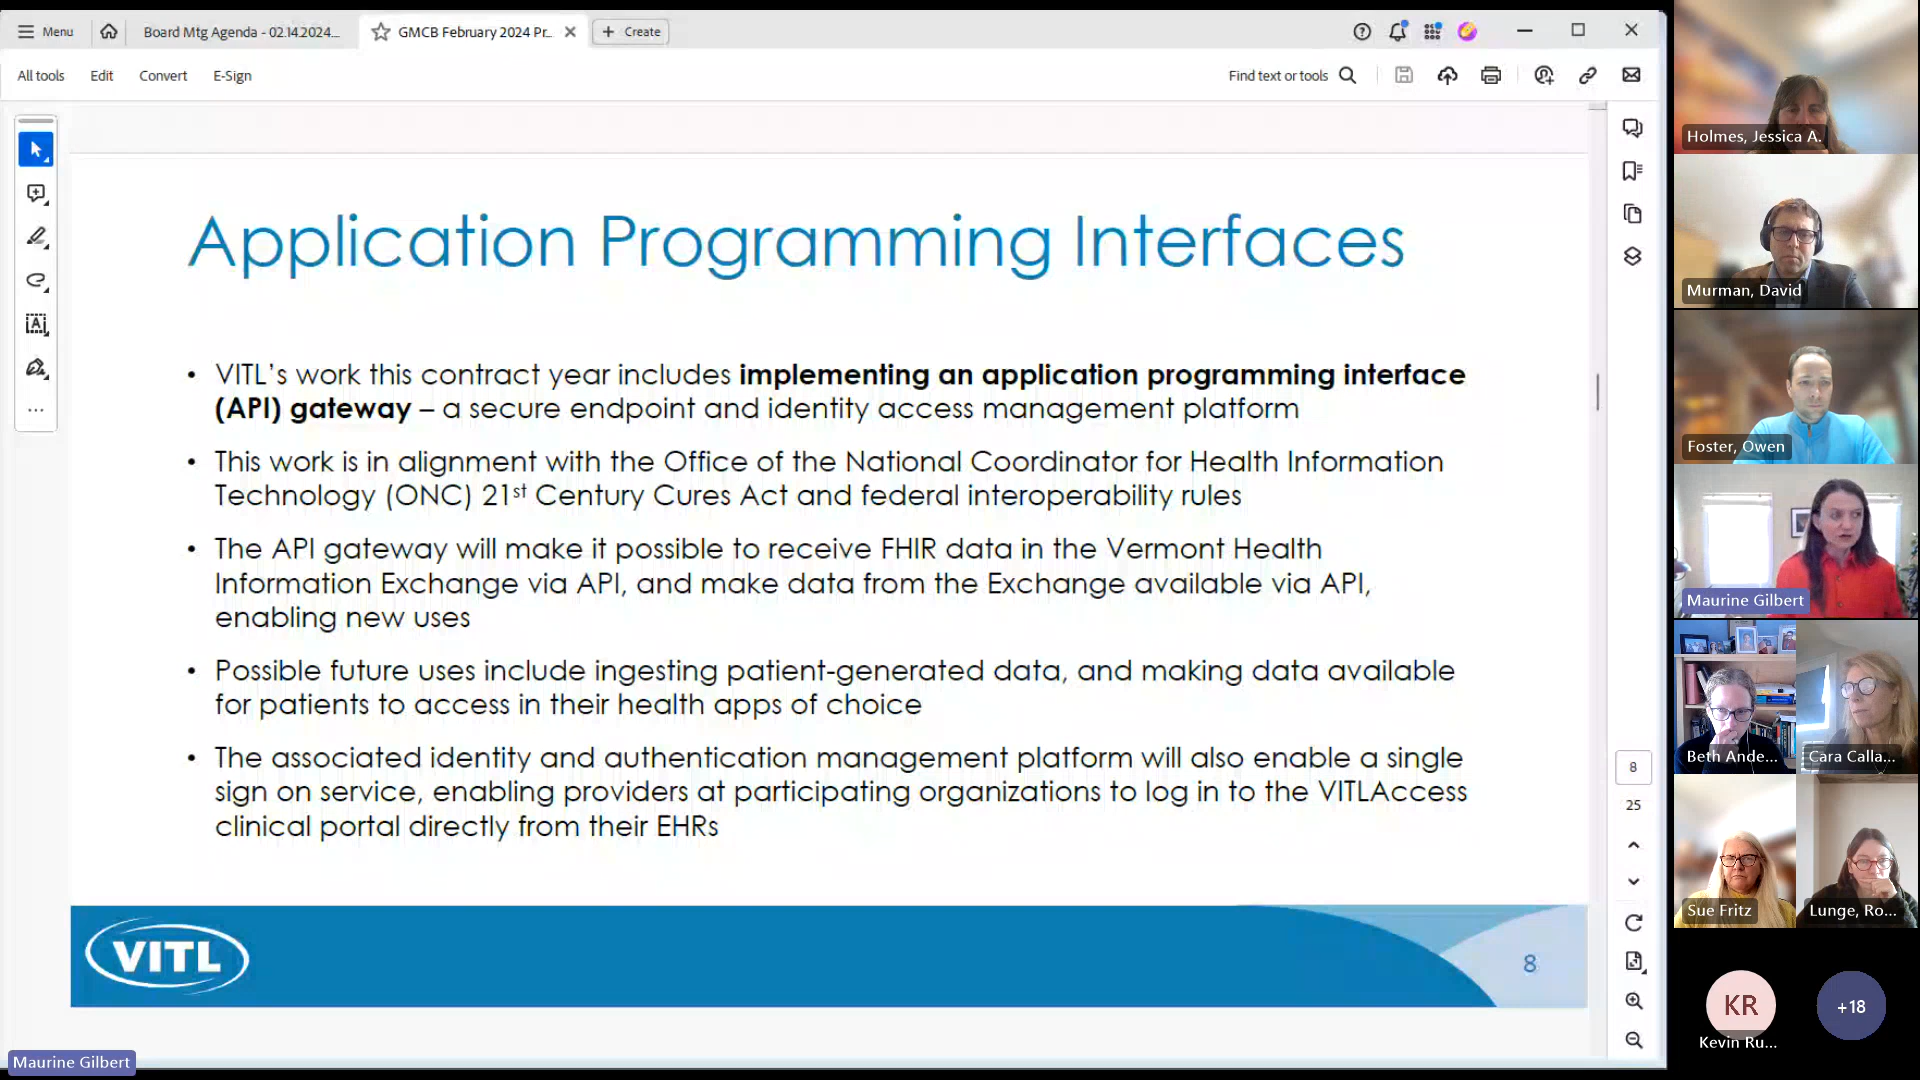 Menu
Board Mtg Agenda - 02.14.2024...
GMCB February 2024 Pr...
Create
All tools
Edit
Convert
E-Sign
Find text or tools
Application Programming Interfaces
• VITL's work this contract year includes implementing an application programming interface
(API) gateway – a secure endpoint and identity access management platform
• This work is in alignment with the Office of the National Coordinator for Health Information
Technology (ONC) 21st Century Cures Act and federal interoperability rules
• The API gateway will make it possible to receive FHIR data in the Vermont Health
Information Exchange via API, and make data from the Exchange available via API,
enabling new uses
• Possible future uses include ingesting patient-generated data, and making data available
for patients to access in their health apps of choice
• The associated identity and authentication management platform will also enable a single
sign on service, enabling providers at participating organizations to log in to the VITLAccess
clinical portal directly from their EHRs
VITL
8
8
25
Maurine Gilbert
Holmes, Jessica A.
Murman, David
Foster, Owen
Maurine Gilbert
Beth Ande...
Cara Calla...
Sue Fritz
Lunge, Ro...
KR
Kevin Ru...
+18